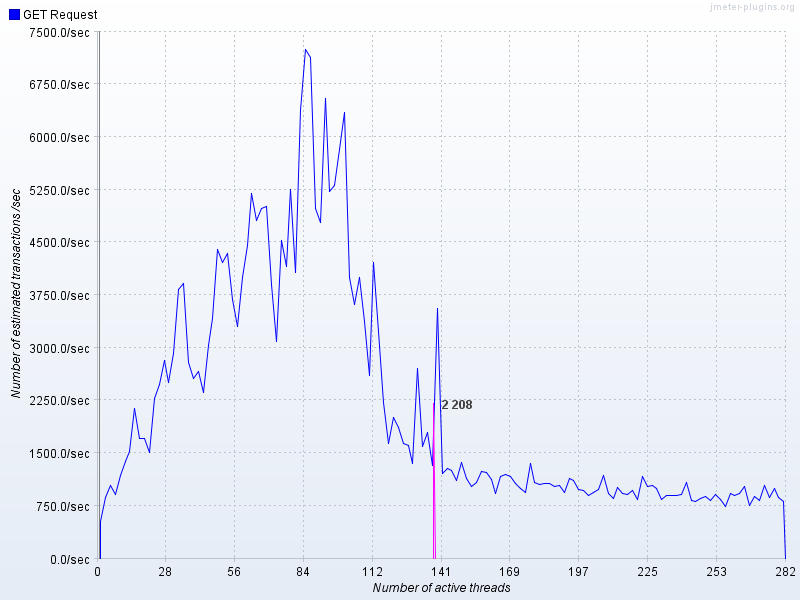 jmeter-plugins.org
GET Request
7500.0/sec
6750.0/sec
6000.0/sec
5250.0/sec
4500.0/sec
3750.0/sec
3000.0/sec
2250.0/sec
1500.0/sec
750.0/sec
0.0/sec
Number of estimated transactions /sec
2 208
0 28 56 84 112 141 169 197 225 253 282
Number of active threads